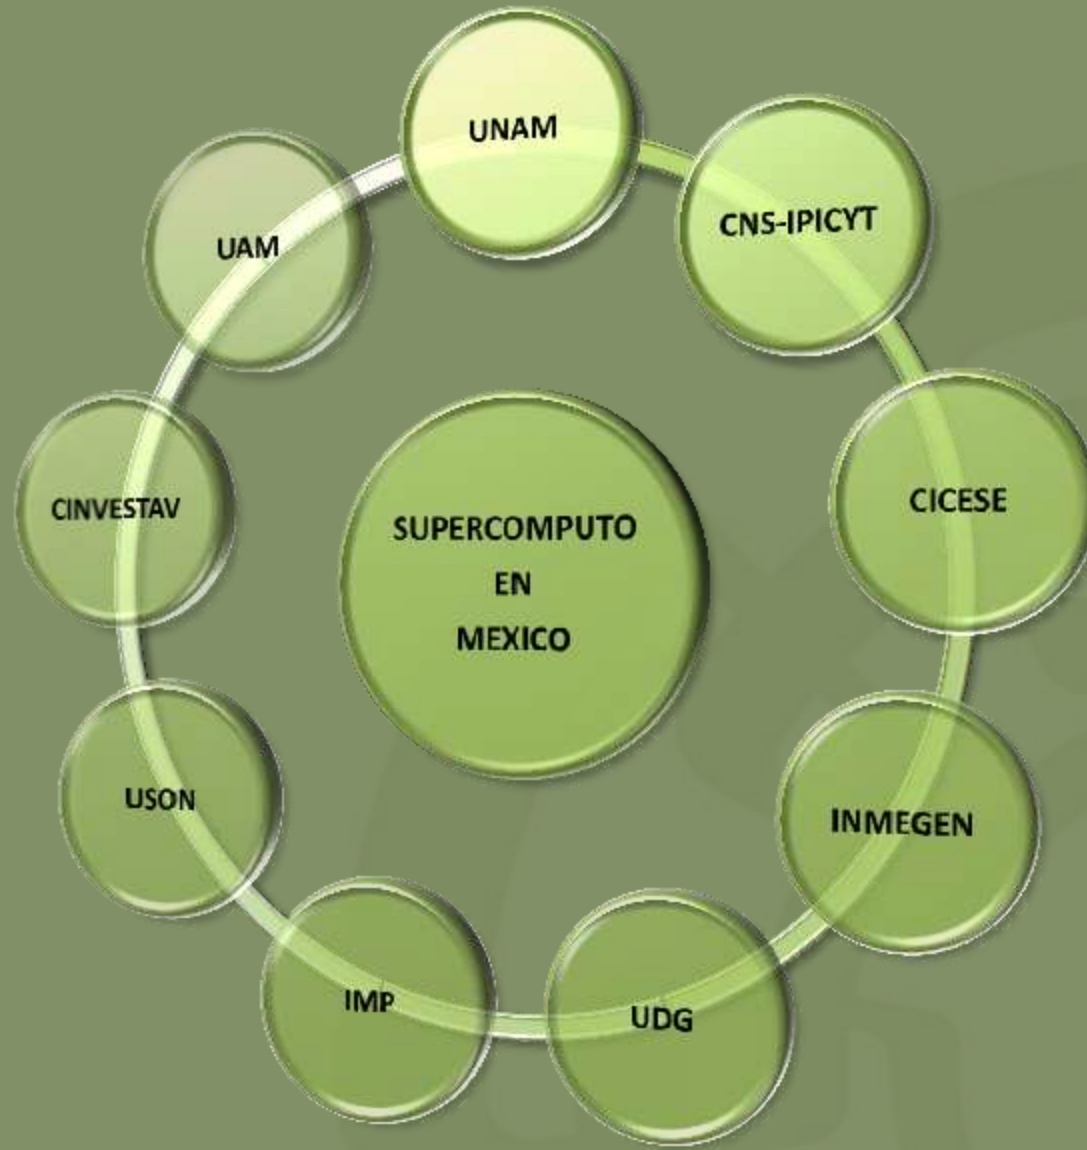 UNAM
CNS-IPICYT
UAM
CICESE
CINVESTAV
SUPERCOMPUTO
EN
MEXICO
USON
INMEGEN
IMP
UDG